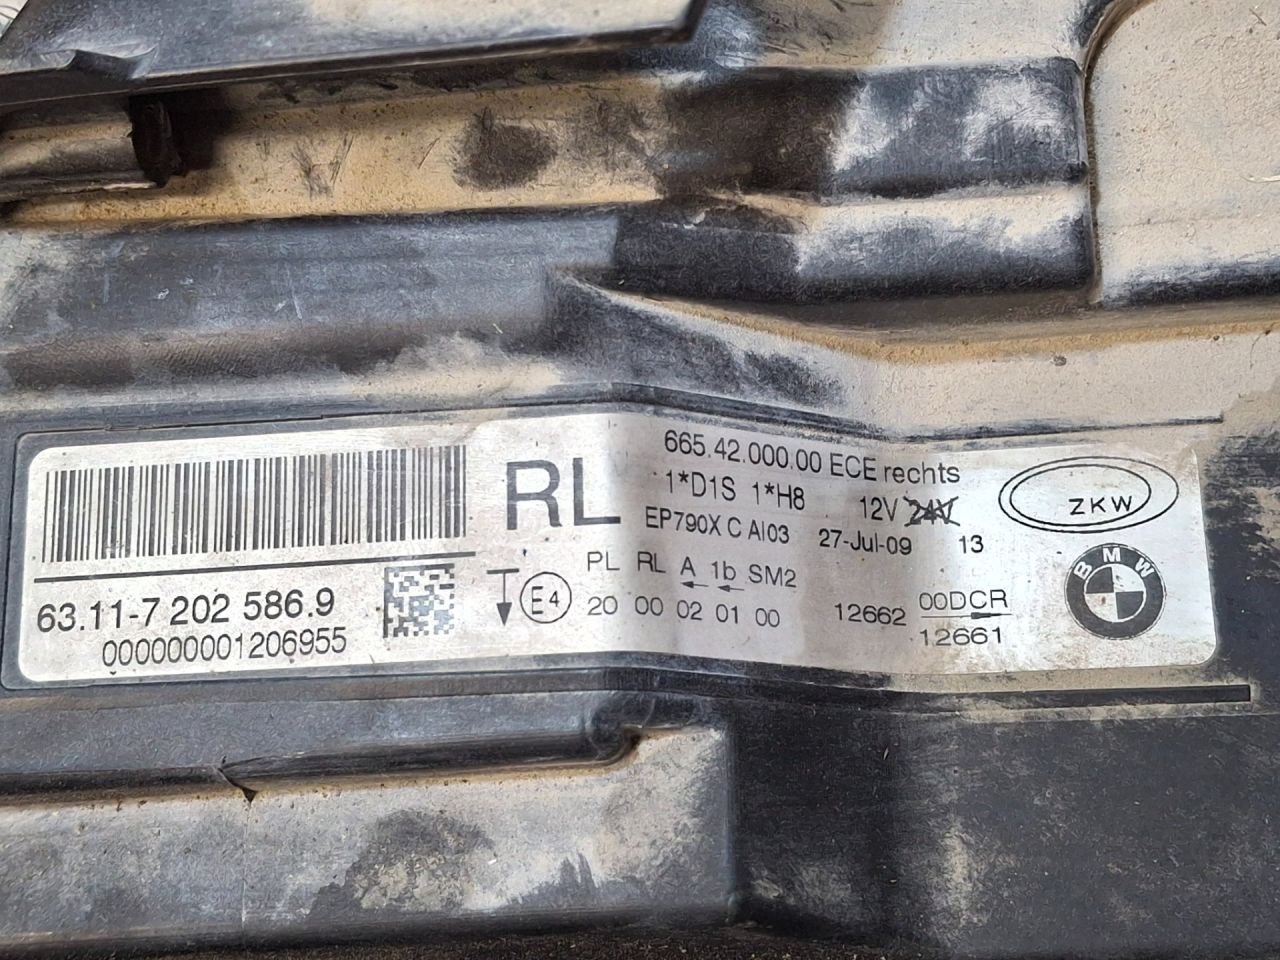 63.11-7 202 586.9
000000001206955
RL
665.42.000.00 ECE rechts
1*D1S 1*H8 12V 24V
EP790X C AI03 27-Jul-09 13
PL RL A 1b SM2
E4 20 00 02 01 00
12662 00DCR
12661
ZKW
BMW